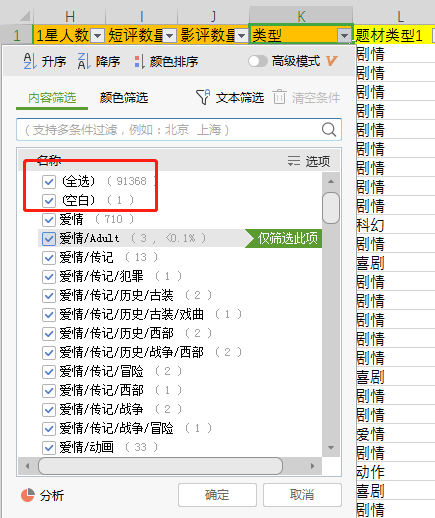 H I J K L
1 1星人数 短评数量 影评数量 类型 题材类型1
升序 降序 颜色排序 高级模式
内容筛选 颜色筛选 文本筛选 清空条件
(支持多条件过滤，例如：北京 上海)
名称 选项
(全选) (91368)
(空白) (1)
爱情 (710)
爱情/Adult (3, <0.1%) 仅筛选此项
爱情/传记 (13)
爱情/传记/犯罪 (1)
爱情/传记/历史/古装 (2)
爱情/传记/历史/古装/戏曲 (1)
爱情/传记/历史/西部 (2)
爱情/传记/历史/战争/西部 (2)
爱情/传记/冒险 (2)
爱情/传记/西部 (1)
爱情/传记/战争 (2)
爱情/传记/战争/冒险 (1)
爱情/动画 (33)
分析 确定 取消
剧情
剧情
剧情
剧情
剧情
剧情
剧情
剧情
剧情
科幻
剧情
喜剧
剧情
剧情
剧情
剧情
剧情
喜剧
剧情
剧情
爱情
剧情
动作
喜剧
剧情